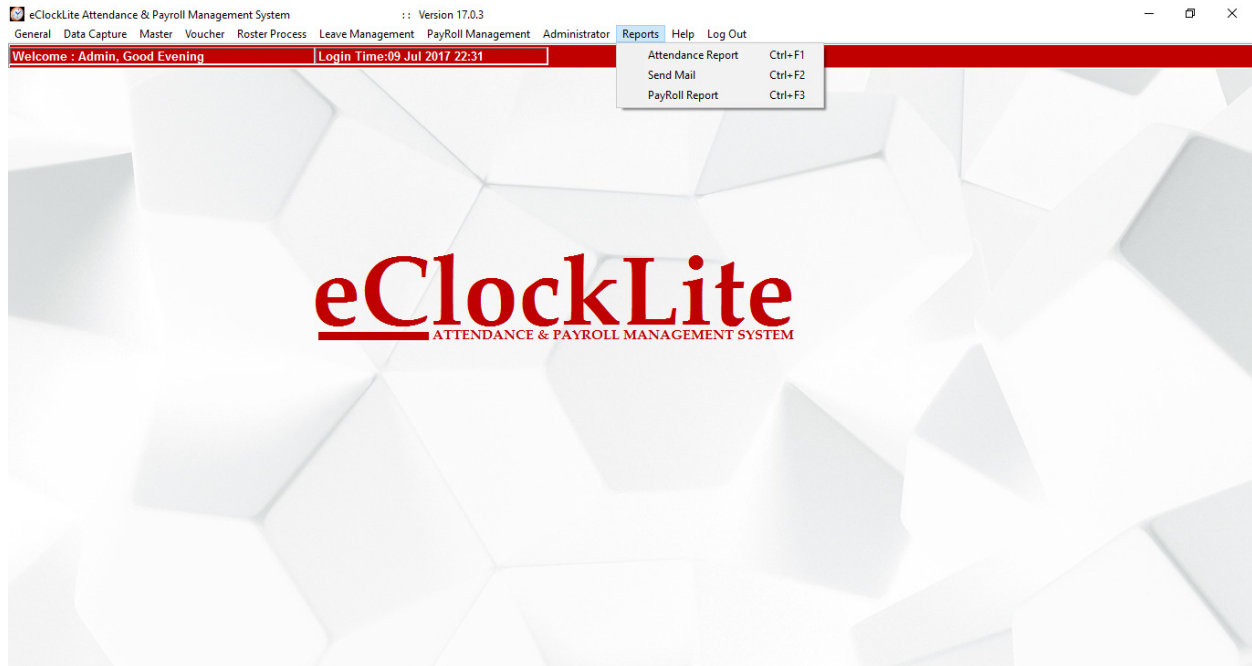 eClockLite Attendance & Payroll Management System :: Version 17.0.3
General Data Capture Master Voucher Roster Process Leave Management PayRoll Management Administrator Reports Help Log Out
Welcome : Admin, Good Evening Login Time:09 Jul 2017 22:31
Attendance Report Ctrl+F1
Send Mail Ctrl+F2
PayRoll Report Ctrl+F3
eClockLite
ATTENDANCE & PAYROLL MANAGEMENT SYSTEM